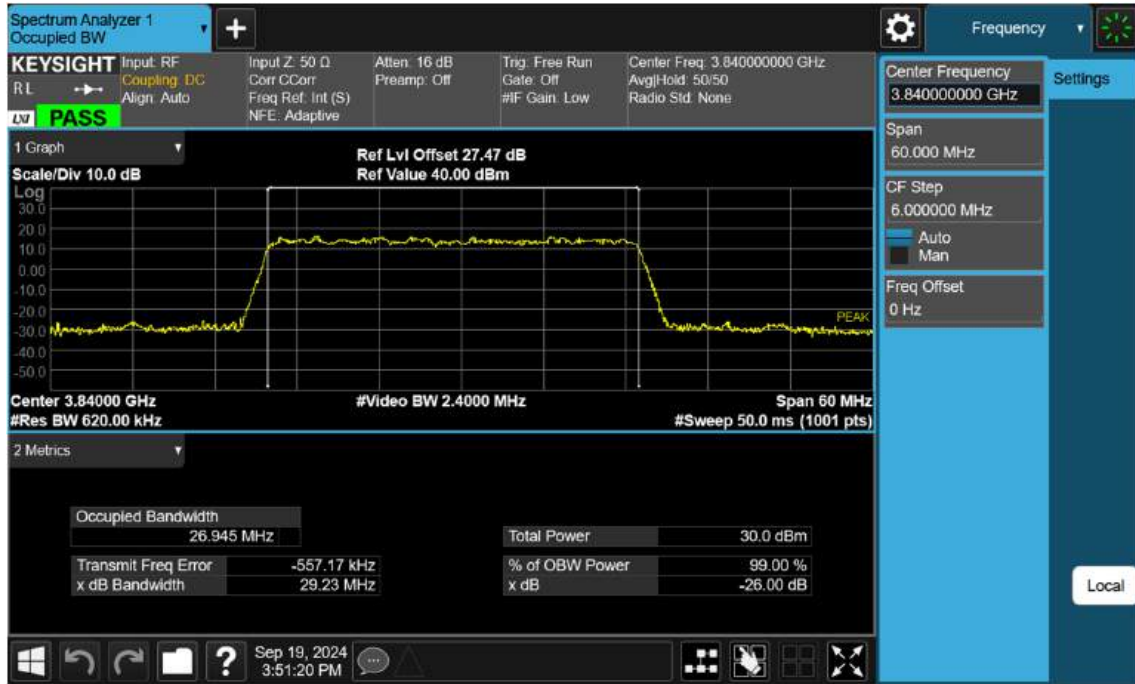 Spectrum Analyzer 1
Occupied BW
+
Frequency
KEYSIGHT
R L
LXI
PASS
Input: RF
Coupling: DC
Align: Auto
Input Z: 50 Ω
Corr CCorr
Freq Ref: Int (S)
NFE: Adaptive
Atten: 16 dB
Preamp: Off
Trig: Free Run
Gate: Off
#IF Gain: Low
Center Freq: 3.840000000 GHz
Avg|Hold: 50/50
Radio Std: None
1 Graph
Scale/Div 10.0 dB
Ref Lvl Offset 27.47 dB
Ref Value 40.00 dBm
Log
30.0
20.0
10.0
0.00
-10.0
-20.0
-30.0
-40.0
-50.0
PEAK
Center 3.84000 GHz
#Video BW 2.4000 MHz
Span 60 MHz
#Res BW 620.00 kHz
#Sweep 50.0 ms (1001 pts)
2 Metrics
Occupied Bandwidth
26.945 MHz
Total Power 30.0 dBm
Transmit Freq Error -557.17 kHz
% of OBW Power 99.00 %
x dB Bandwidth 29.23 MHz
x dB -26.00 dB
?
Sep 19, 2024
3:51:20 PM
Center Frequency
3.840000000 GHz
Settings
Span
60.000 MHz
CF Step
6.000000 MHz
Auto
Man
Freq Offset
0 Hz
Local